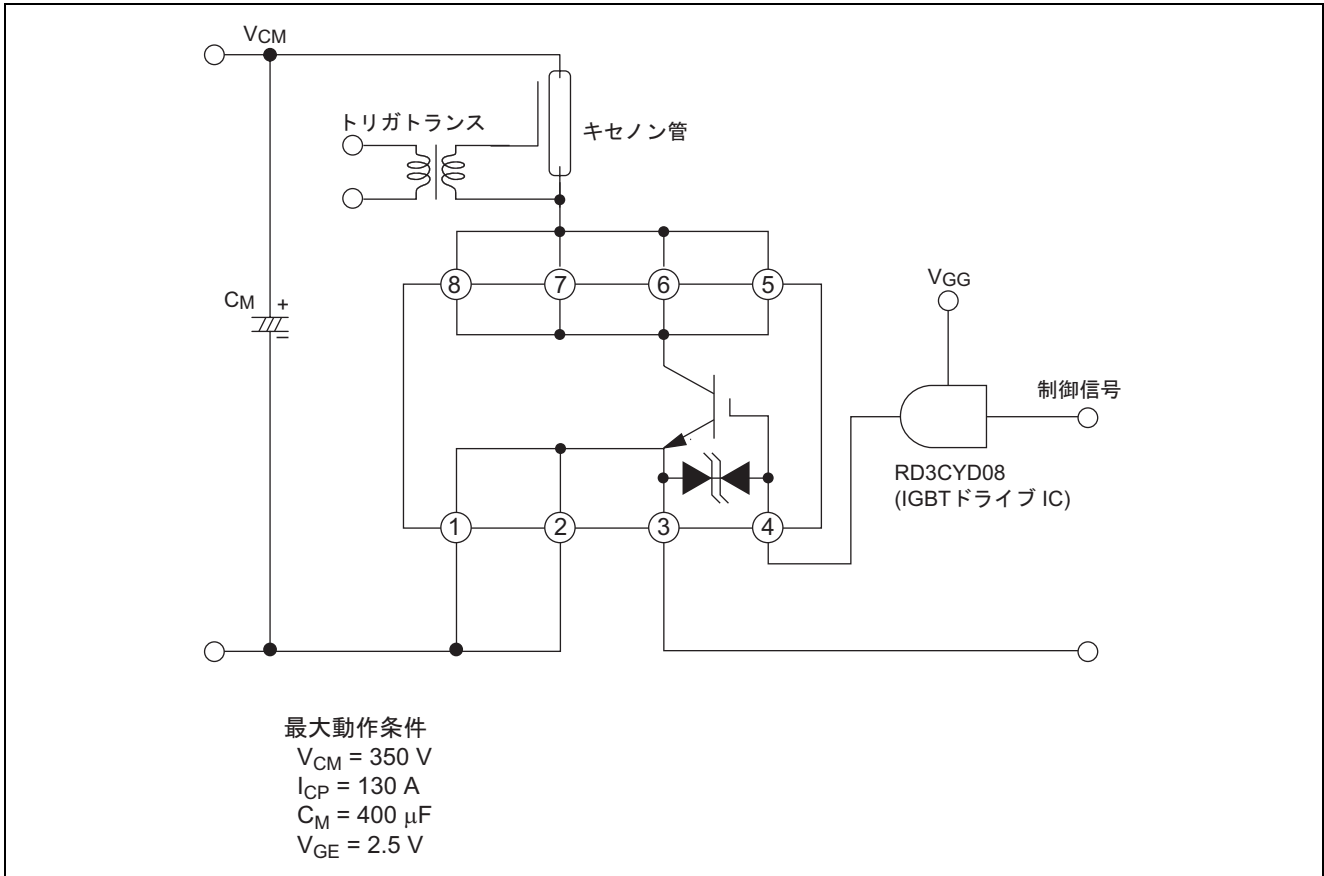 VCM
トリガトランス
キセノン管
8
7
6
5
VGG
CM
+
−
制御信号
RD3CYD08
(IGBTドライブ IC)
1
2
3
4
最大動作条件
VCM = 350 V
ICP = 130 A
CM = 400 μF
VGE = 2.5 V